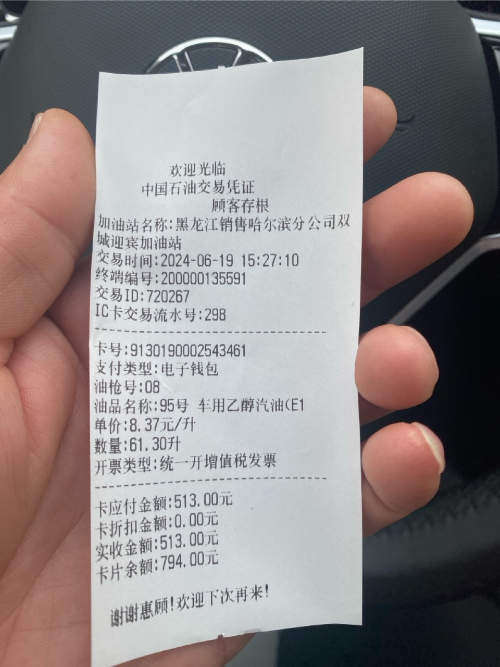 欢迎光临
中国石油交易凭证
顾客存根
加油站名称:黑龙江销售哈尔滨分公司双
城迎宾加油站
交易时间:2024-06-19 15:27:10
终端编号:200000135591
交易ID:720267
IC卡交易流水号:298
卡号:9130190002543461
支付类型:电子钱包
油枪号:08
油品名称:95号 车用乙醇汽油(E1
单价:8.37元/升
数量:61.30升
开票类型:统一开增值税发票
卡应付金额:513.00元
卡折扣金额:0.00元
实收金额:513.00元
卡片余额:794.00元
谢谢惠顾!欢迎下次再来!